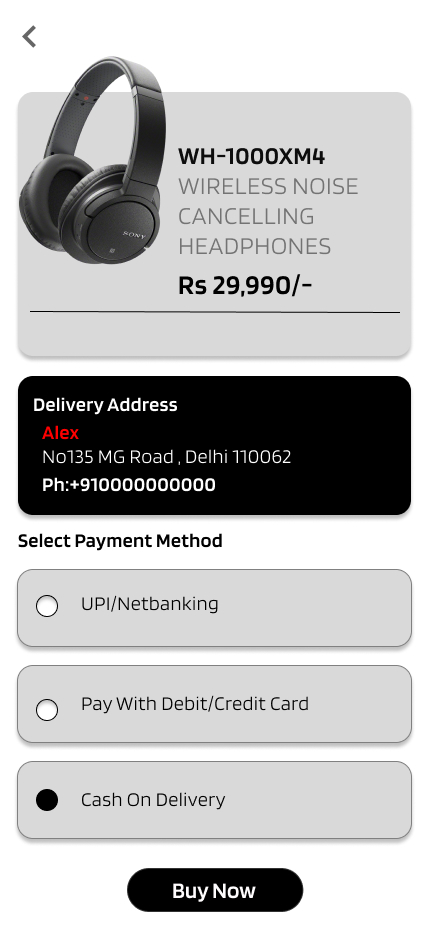 SONY
WH-1000XM4
WIRELESS NOISE
CANCELLING
HEADPHONES
Rs 29,990/-
Delivery Address
Alex
No135 MG Road , Delhi 110062
Ph:+910000000000
Select Payment Method
UPI/Netbanking
Pay With Debit/Credit Card
Cash On Delivery
Buy Now